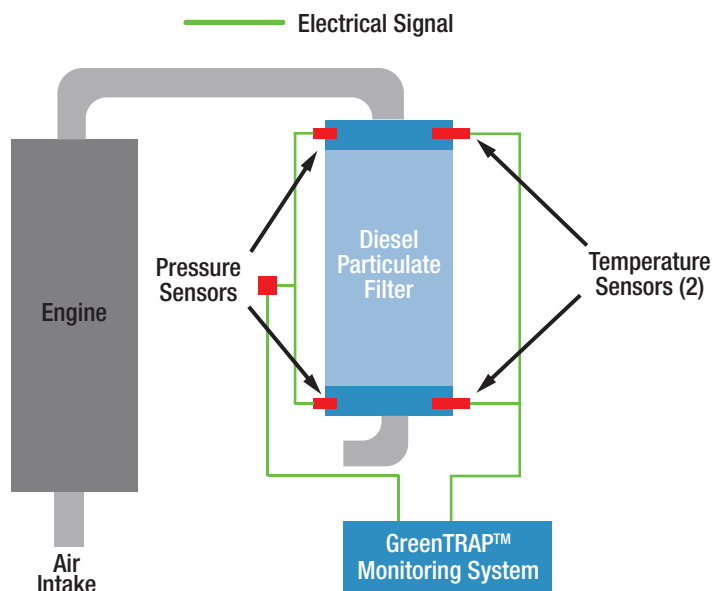 Electrical Signal
Diesel
Particulate
Filter
Pressure
Sensors
Temperature
Sensors (2)
Engine
GreenTRAP™
Monitoring System
Air
Intake